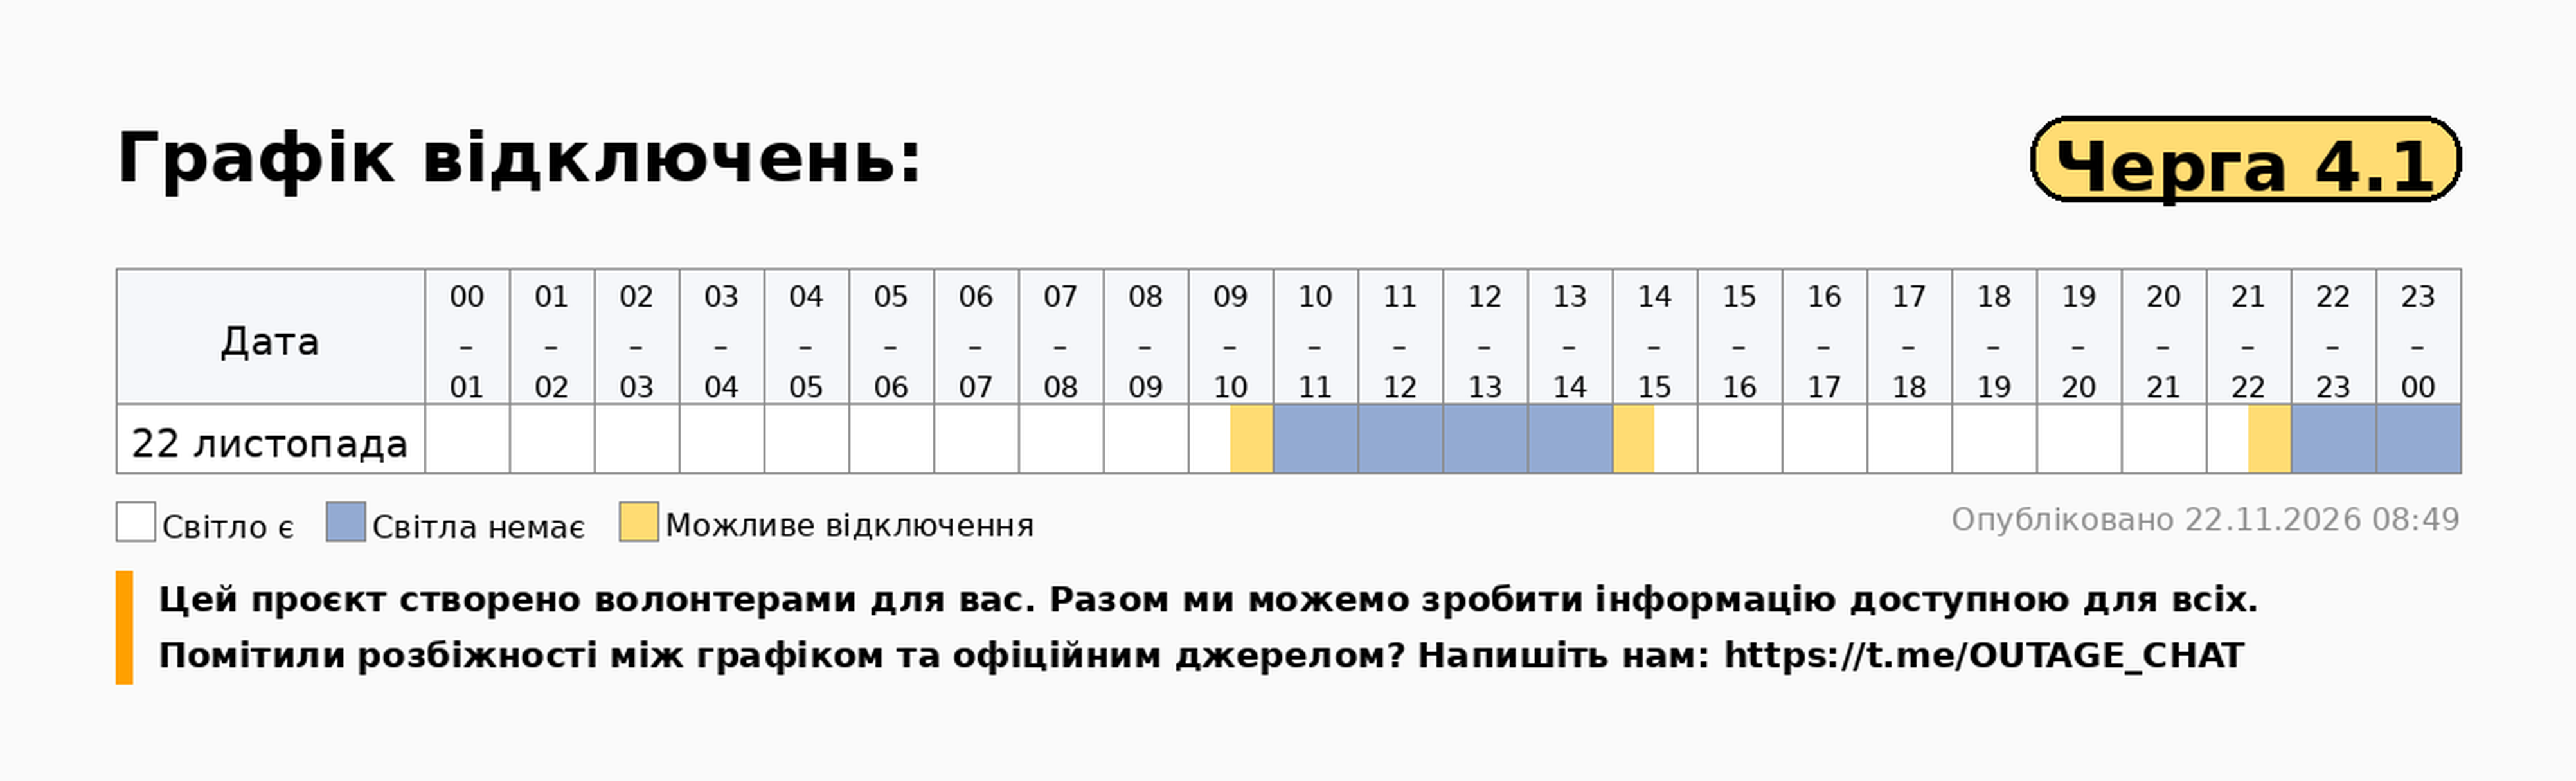 Графік відключень:
Черга 4.1
Дата 00 – 01 01 – 02 02 – 03 03 – 04 04 – 05 05 – 06 06 – 07 07 – 08 08 – 09 09 – 10 10 – 11 11 – 12 12 – 13 13 – 14 14 – 15 15 – 16 16 – 17 17 – 18 18 – 19 19 – 20 20 – 21 21 – 22 22 – 23 23 – 00
22 листопада
Світло є Світла немає Можливе відключення
Опубліковано 22.11.2026 08:49
Цей проєкт створено волонтерами для вас. Разом ми можемо зробити інформацію доступною для всіх.
Помітили розбіжності між графіком та офіційним джерелом? Напишіть нам: https://t.me/OUTAGE_CHAT